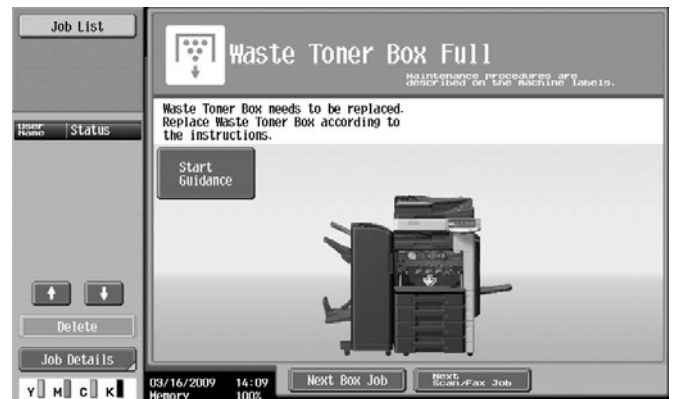 Job List
Waste Toner Box Full
Maintenance procedures are
described on the machine labels.
Waste Toner Box needs to be replaced.
Replace Waste Toner Box according to
the instructions.
User
Name
Status
Start
Guidance
Delete
Job Details
Y M C K
03/16/2009 14:09
Memory 100%
Next Box Job
Next
Scan/Fax Job